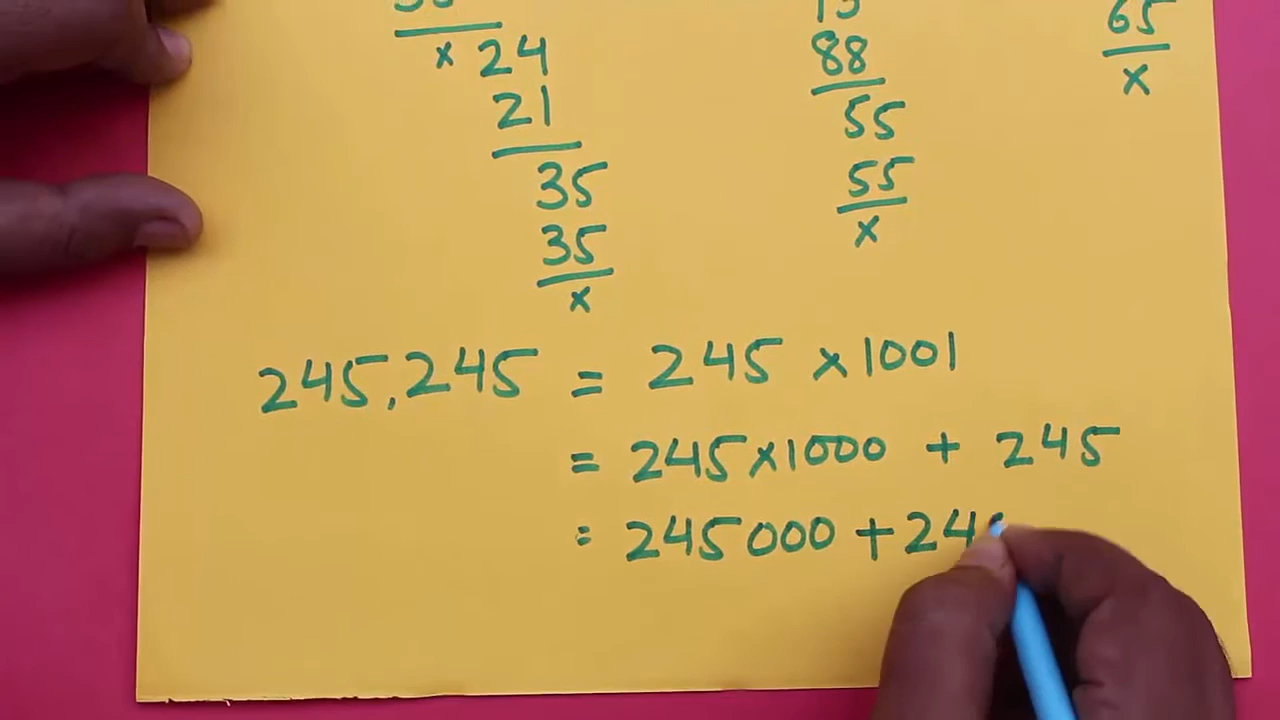 x 24
21
35
35
x
88
55
55
x
65
x
245,245 = 245 x 1001
= 245 x 1000 + 245
= 245000 + 24